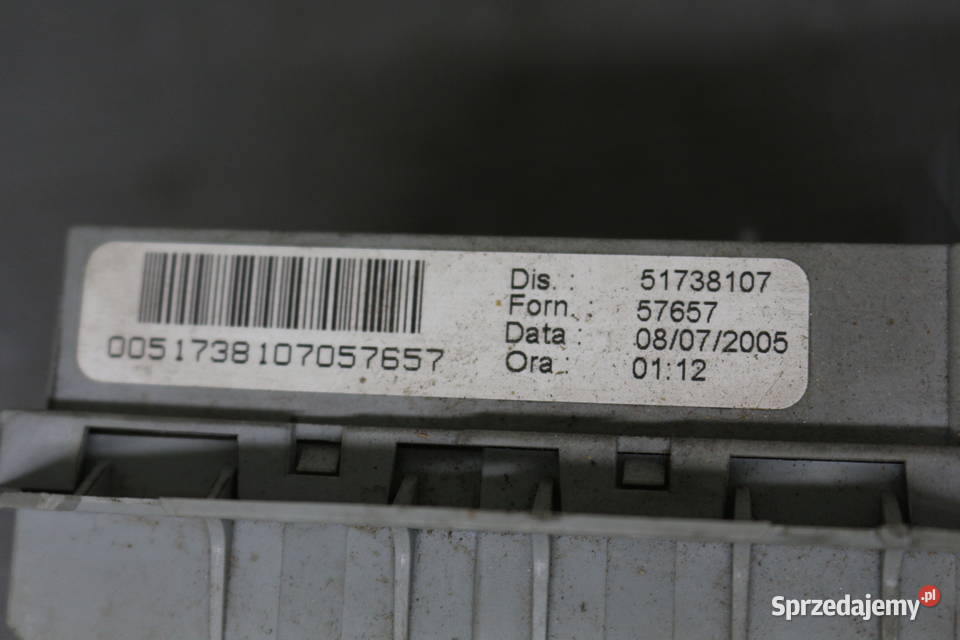 Dis. : 51738107
Forn. : 57657
Data : 08/07/2005
Ora : 01:12
0051738107057657
Sprzedajemy.pl